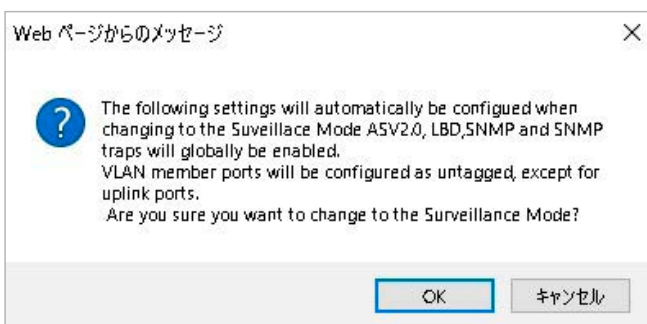 Web ページからのメッセージ
The following settings will automatically be configued when
changing to the Suveillace Mode ASV2.0, LBD,SNMP and SNMP
traps will globally be enabled.
VLAN member ports will be configured as untagged, except for
uplink ports.
Are you sure you want to change to the Surveillance Mode?
OK
キャンセル